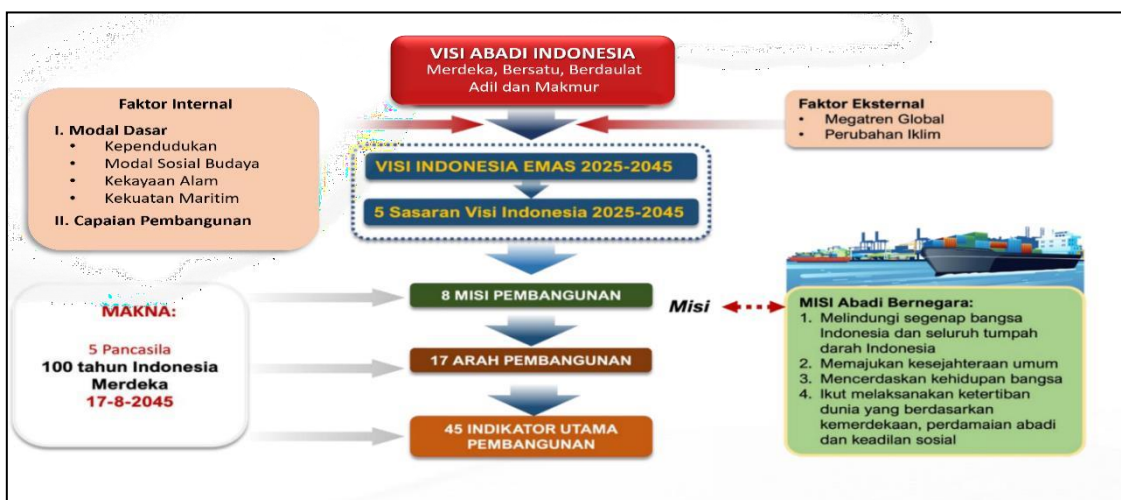 VISI ABADI INDONESIA
Merdeka, Bersatu, Berdaulat
Adil dan Makmur
Faktor Internal
I. Modal Dasar
• Kependudukan
• Modal Sosial Budaya
• Kekayaan Alam
• Kekuatan Maritim
II. Capaian Pembangunan
Faktor Eksternal
• Megatren Global
• Perubahan Iklim
VISI INDONESIA EMAS 2025-2045
5 Sasaran Visi Indonesia 2025-2045
MAKNA:
5 Pancasila
100 tahun Indonesia
Merdeka
17-8-2045
8 MISI PEMBANGUNAN
17 ARAH PEMBANGUNAN
45 INDIKATOR UTAMA
PEMBANGUNAN
Misi
MISI Abadi Bernegara:
1. Melindungi segenap bangsa
Indonesia dan seluruh tumpah
darah Indonesia
2. Memajukan kesejahteraan umum
3. Mencerdaskan kehidupan bangsa
4. Ikut melaksanakan ketertiban
dunia yang berdasarkan
kemerdekaan, perdamaian abadi
dan keadilan sosial